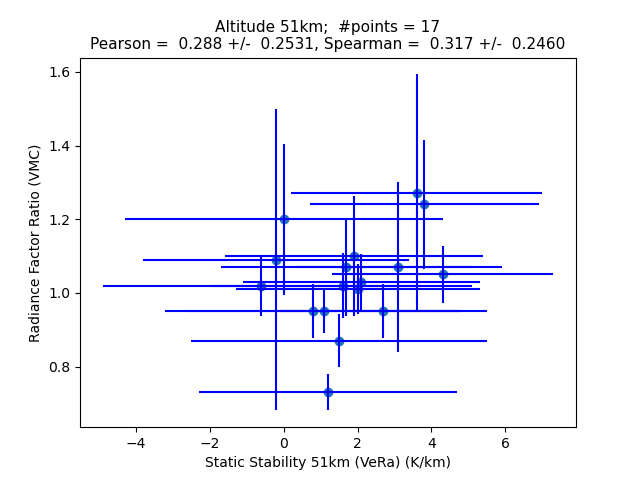 Altitude 51km;  #points = 17
Pearson =  0.288 +/-  0.2531, Spearman =  0.317 +/-  0.2460
1.6
1.4
1.2
1.0
0.8
Radiance Factor Ratio (VMC)
−4 −2 0 2 4 6
Static Stability 51km (VeRa) (K/km)